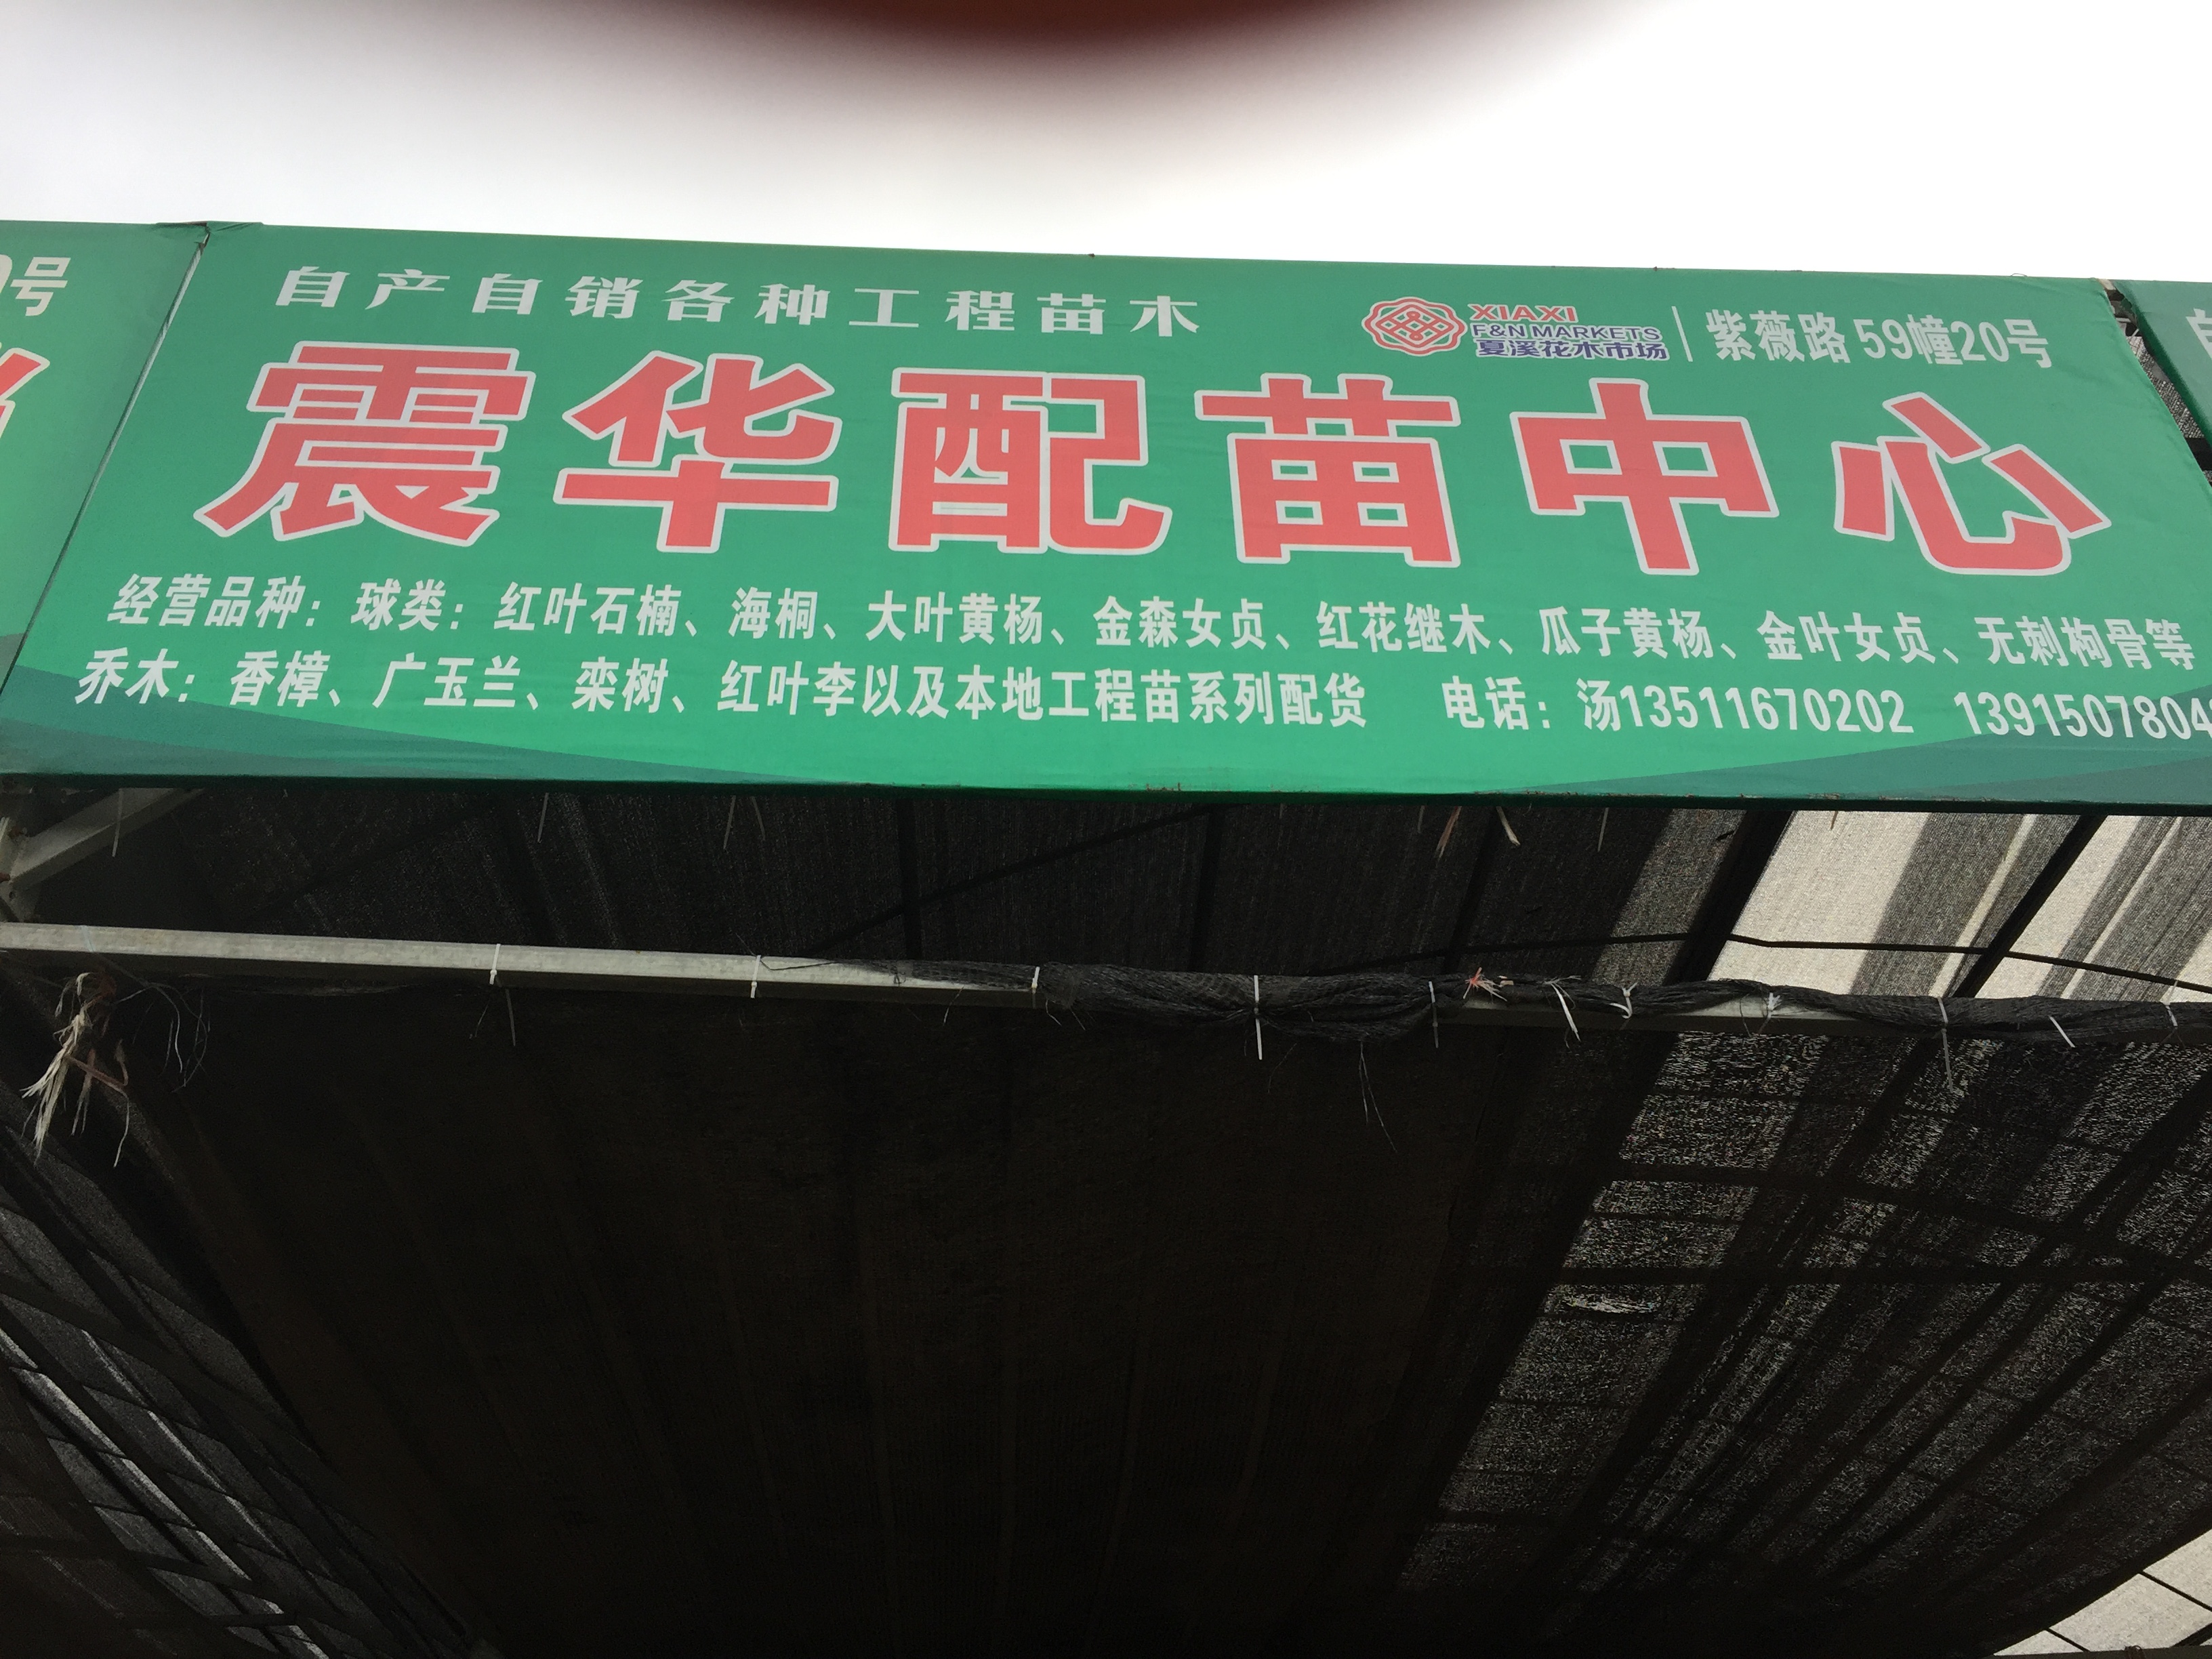 自产自销各种工程苗木
XIAXI
F&N MARKETS
夏溪花木市场
紫薇路 59幢20号
震华配苗中心
经营品种：球类：红叶石楠、海桐、大叶黄杨、金森女贞、红花继木、瓜子黄杨、金叶女贞、无刺枸骨等
乔木：香樟、广玉兰、栾树、红叶李以及本地工程苗系列配货 电话：汤13511670202 1391507804
号